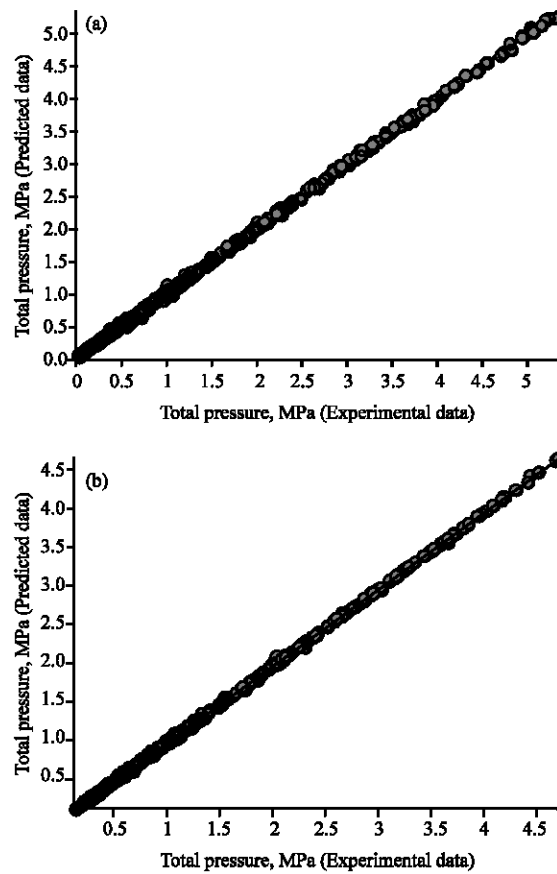 (a)
Total pressure, MPa (Predicted data)
5.0
4.5
4.0
3.5
3.0
2.5
2.0
1.5
1.0
0.5
0.0
0 0.5 1 1.5 2 2.5 3 3.5 4 4.5 5
Total pressure, MPa (Experimental data)
(b)
Total pressure, MPa (Predicted data)
4.5
4.0
3.5
3.0
2.5
2.0
1.5
1.0
0.5
0.5 1 1.5 2 2.5 3 3.5 4 4.5
Total pressure, MPa (Experimental data)